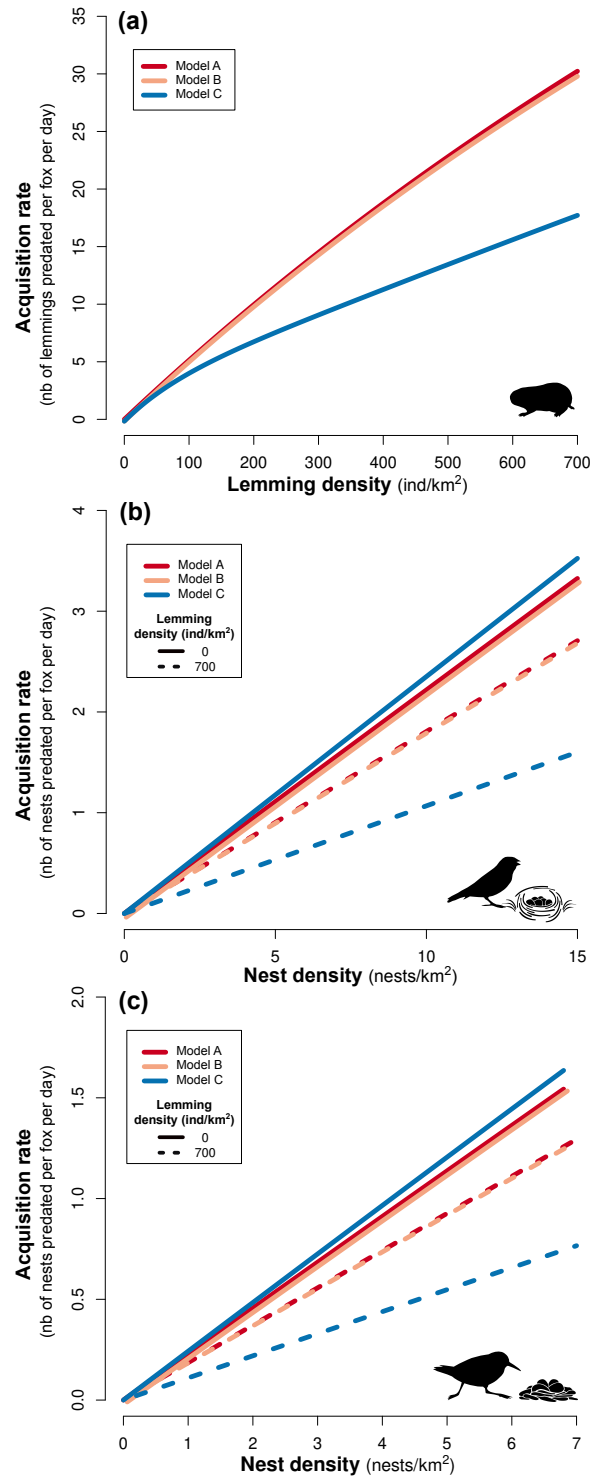 (a)
Model A
Model B
Model C
Acquisition rate
(nb of lemmings predated per fox per day)
0
5
10
15
20
25
30
35
0 100 200 300 400 500 600 700
Lemming density (ind/km²)
(b)
Model A
Model B
Model C
Lemming
density (ind/km²)
0
700
Acquisition rate
(nb of nests predated per fox per day)
0
1
2
3
4
0 5 10 15
Nest density (nests/km²)
(c)
Model A
Model B
Model C
Lemming
density (ind/km²)
0
700
Acquisition rate
(nb of nests predated per fox per day)
0.0
0.5
1.0
1.5
2.0
0 1 2 3 4 5 6 7
Nest density (nests/km²)